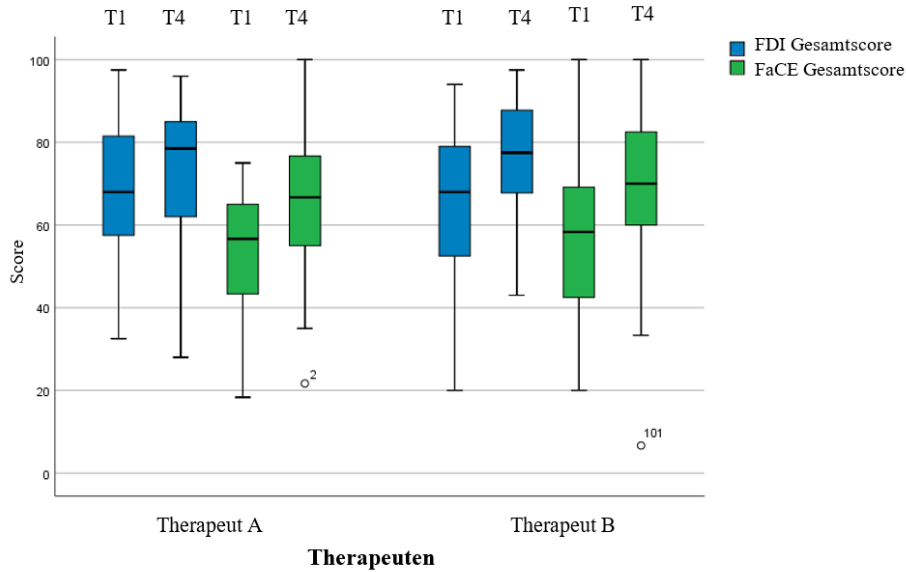 T1 T4 T1 T4 T1 T4 T1 T4
FDI Gesamtscore
FaCE Gesamtscore
100
80
60
40
20
0
Score
2
101
Therapeut A Therapeut B
Therapeuten